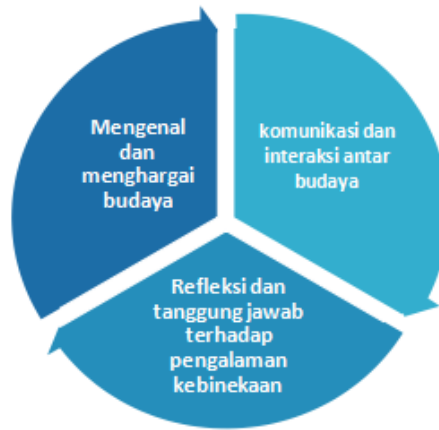 Mengenal
dan
menghargai
budaya
komunikasi dan
interaksi antar
budaya
Refleksi dan
tanggung jawab
terhadap
pengalaman
kebinekaan